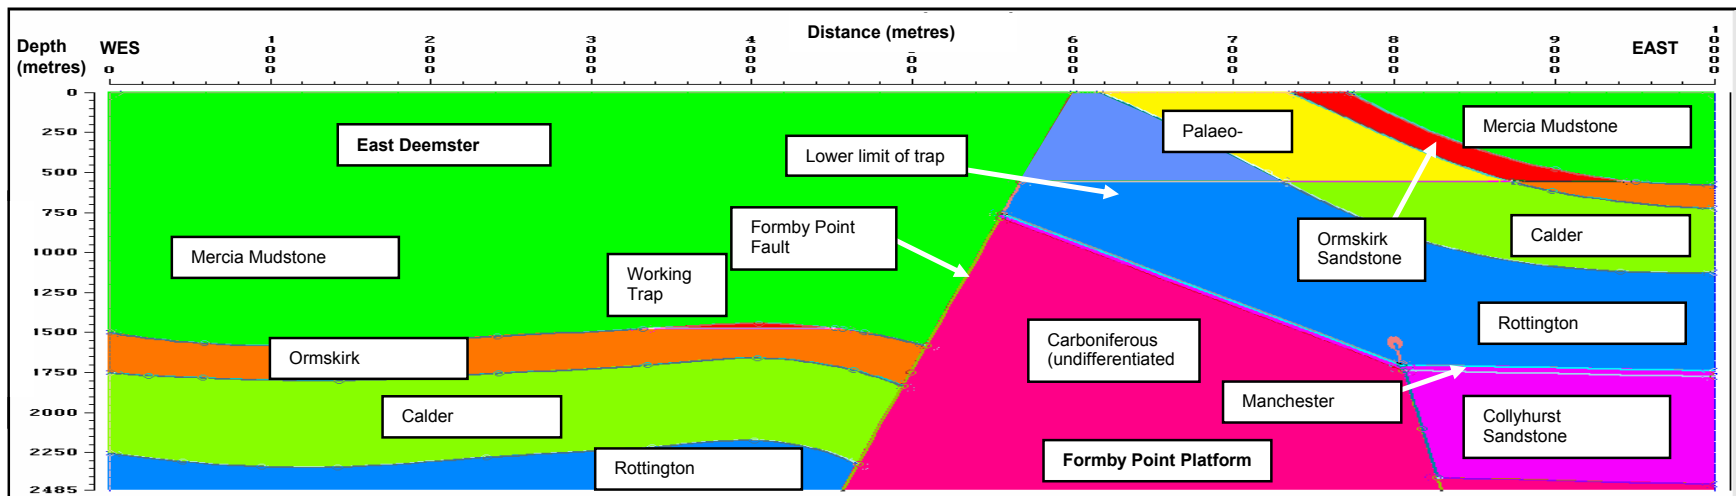 Distance (metres)
Depth
(metres)
WES
EAST
0
1000
2000
3000
4000
000
6000
7000
8000
9000
1000
0
250
500
750
1000
1250
1500
1750
2000
2250
2485
East Deemster
Lower limit of trap
Palaeo-
Mercia Mudstone
Formby Point
Fault
Ormskirk
Sandstone
Calder
Mercia Mudstone
Working
Trap
Rottington
Carboniferous
(undifferentiated
Ormskirk
Manchester
Calder
Collyhurst
Sandstone
Rottington
Formby Point Platform